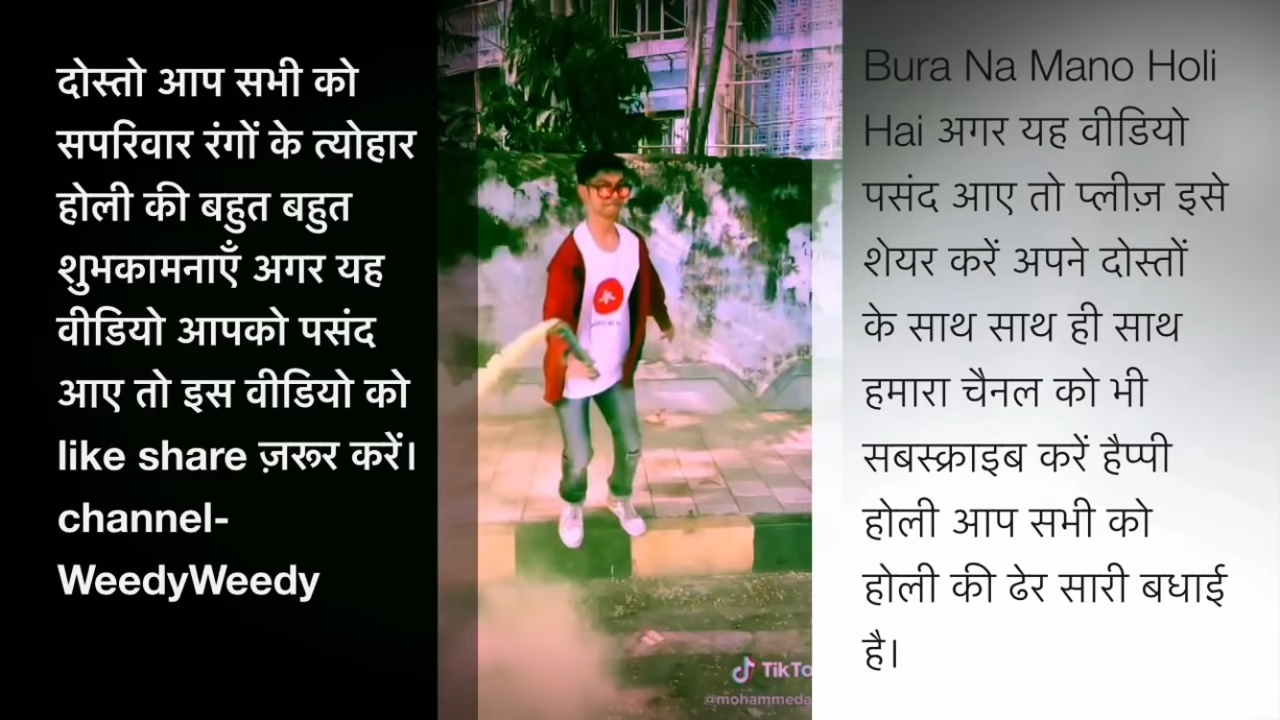 दोस्तो आप सभी को
सपरिवार रंगों के त्योहार
होली की बहुत बहुत
शुभकामनाएँ अगर यह
वीडियो आपको पसंद
आए तो इस वीडियो को
like share ज़रूर करें।
channel-
WeedyWeedy
Bura Na Mano Holi
Hai अगर यह वीडियो
पसंद आए तो प्लीज़ इसे
शेयर करें अपने दोस्तों
के साथ साथ ही साथ
हमारा चैनल को भी
सबस्क्राइब करें हैप्पी
होली आप सभी को
होली की ढेर सारी बधाई
है।
TikTo
@mohammeda